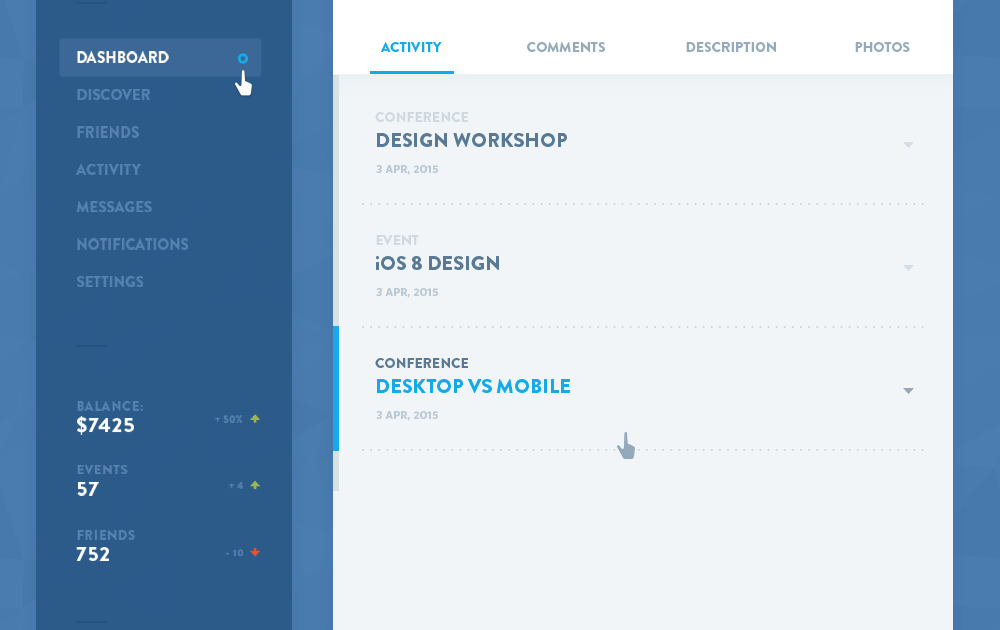 DASHBOARD
DISCOVER
FRIENDS
ACTIVITY
MESSAGES
NOTIFICATIONS
SETTINGS
BALANCE:
$7425
+ 50%
EVENTS
57
+ 4
FRIENDS
752
- 10
ACTIVITY COMMENTS DESCRIPTION PHOTOS
CONFERENCE
DESIGN WORKSHOP
3 APR, 2015
EVENT
iOS 8 DESIGN
3 APR, 2015
CONFERENCE
DESKTOP VS MOBILE
3 APR, 2015